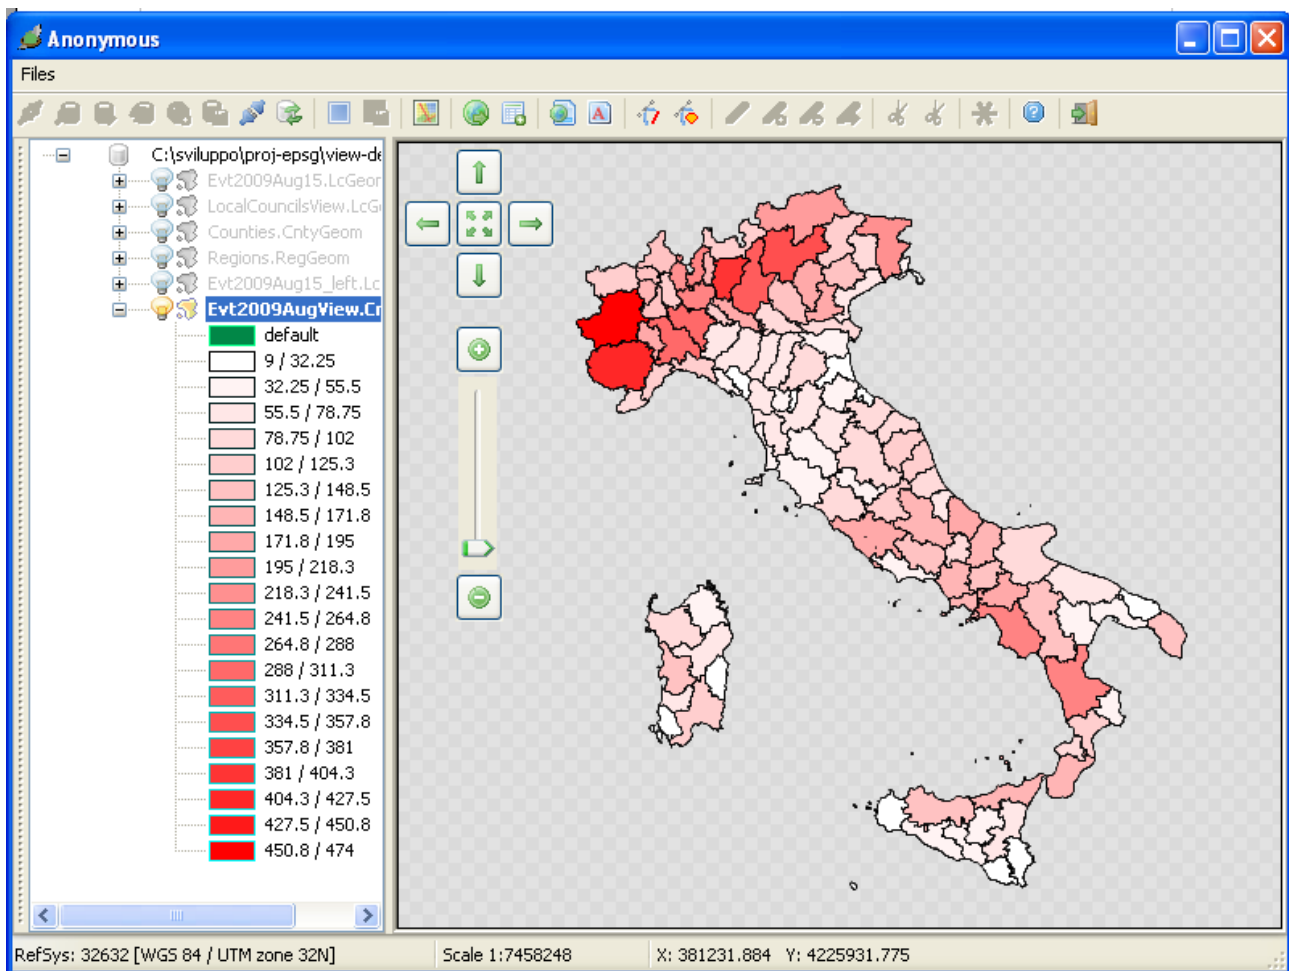 Anonymous
Files
C:\sviluppo\proj-epsg\view-de
Evt2009Aug15.LcGeor
LocalCouncilsView.LcG
Counties.CntyGeom
Regions.RegGeom
Evt2009Aug15_left.Lc
Evt2009AugView.Cr
default
9 / 32.25
32.25 / 55.5
55.5 / 78.75
78.75 / 102
102 / 125.3
125.3 / 148.5
148.5 / 171.8
171.8 / 195
195 / 218.3
218.3 / 241.5
241.5 / 264.8
264.8 / 288
288 / 311.3
311.3 / 334.5
334.5 / 357.8
357.8 / 381
381 / 404.3
404.3 / 427.5
427.5 / 450.8
450.8 / 474
RefSys: 32632 [WGS 84 / UTM zone 32N] Scale 1:7458248 X: 381231.884 Y: 4225931.775